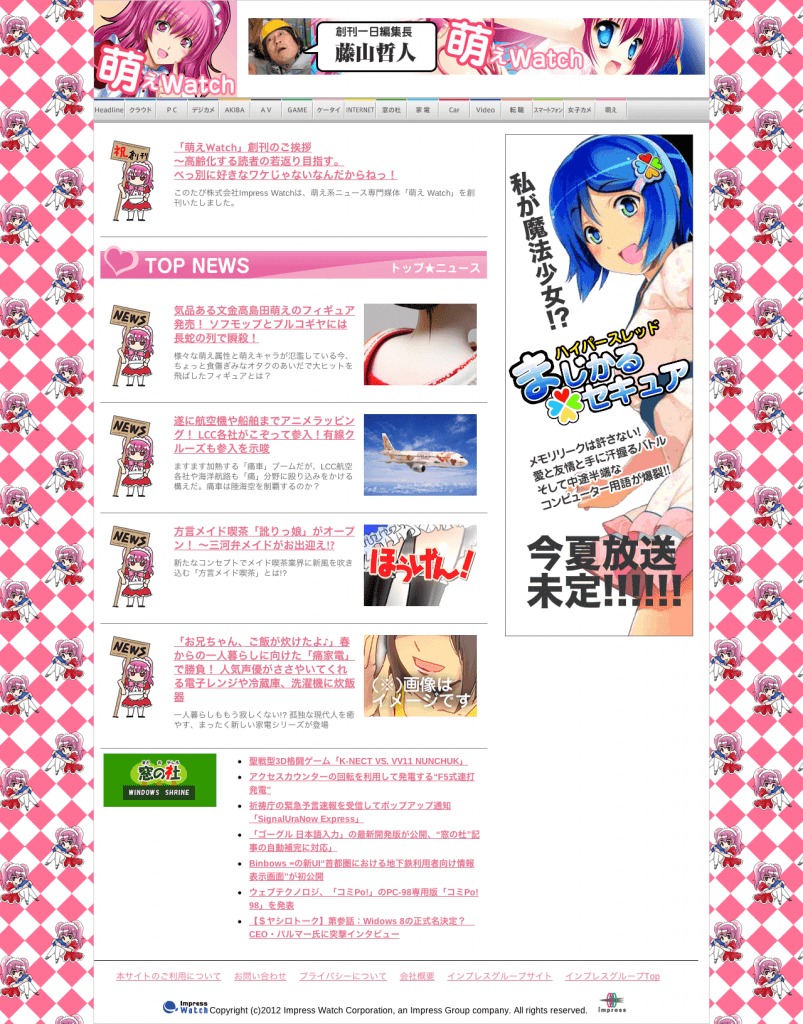 萌えWatch
創刊一日編集長
藤山哲人
萌えWatch
Headline クラウド PC デジカメ AKIBA AV GAME ケータイ INTERNET 窓の杜 家電 Car Video 転職 スマートフォン 女子カメ 萌え
祝創刊
「萌えWatch」創刊のご挨拶
～高齢化する読者の若返り目指す。
べっ別に好きなワケじゃないなんだからねっ！
このたび株式会社Impress Watchは、萌え系ニュース専門媒体「萌え Watch」を創
刊いたしました。
TOP NEWS
トップ★ニュース
NEWS
気品ある文金高島田萌えのフィギュア
発売！ ソフモップとプルコギヤには
長蛇の列で瞬殺！
様々な萌え属性と萌えキャラが氾濫している今、
ちょっと食傷ぎみなオタクのあいだで大ヒットを
飛ばしたフィギュアとは？
NEWS
遂に航空機や船舶までアニメラッピン
グ！ LCC各社がこぞって参入！有線ク
ルーズも参入を示唆
ますます加熱する「痛車」ブームだが、LCC航空
各社や海洋航路も「痛」分野に殴り込みをかける
構えだ。痛車は陸海空を制覇するのか？
NEWS
方言メイド喫茶「訛りっ娘」がオープ
ン！ ～三河弁メイドがお出迎え!?
新たなコンセプトでメイド喫茶業界に新風を吹き
込む「方言メイド喫茶」とは!?
ほうげん!
NEWS
「お兄ちゃん、ご飯が炊けたよ♪」春
からの一人暮らしに向けた「痛家電」
で勝負！ 人気声優がささやいてくれ
る電子レンジや冷蔵庫、洗濯機に炊飯
器
一人暮らしももう寂しくない!? 孤独な現代人を癒
やす、まったく新しい家電シリーズが登場
(※)画像は
イメージです
窓の社
WINDOWS SHRINE
聖戦型3D格闘ゲーム「K-NECT VS. VV11 NUNCHUK」
アクセスカウンターの回転を利用して発電する“F5式連打
発電”
祈祷庁の緊急予言速報を受信してポップアップ通知
「SignalUraNow Express」
「ゴーグル 日本語入力」の最新開発版が公開、“窓の社”記
事の自動補完に対応」
Binbows =の新UI“首都圏における地下鉄利用者向け情報
表示画面”が初公開
ウェブテクノロジ、「コミPo!」のPC-98専用版「コミPo!
98」を発表
【＄ヤシロトーク】第参話：Widows 8の正式名決定？
CEO・バルマー氏に突撃インタビュー
私が魔法少女!?
ハイパースレッド
まじかる
セキュア
メモリリークは許さない!
愛と友情と手に汗握るバトル
そして中途半端な
コンピューター用語が爆裂!!
今夏放送
未定!!!!!!
本サイトのご利用について お問い合わせ プライバシーについて 会社概要 インプレスグループサイト インプレスグループTop
Impress Watch Copyright (c)2012 Impress Watch Corporation, an Impress Group company. All rights reserved. impress